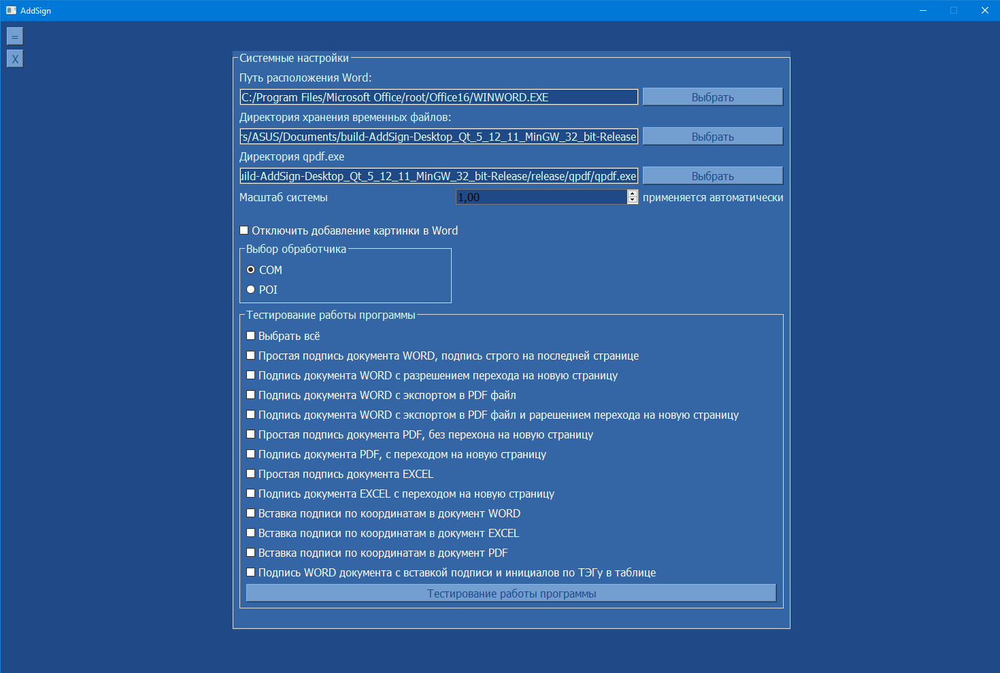 AddSign
=
X
Системные настройки
Путь расположения Word:
C:/Program Files/Microsoft Office/root/Office16/WINWORD.EXE Выбрать
Директория хранения временных файлов:
rs/ASUS/Documents/build-AddSign-Desktop_Qt_5_12_11_MinGW_32_bit-Release Выбрать
Директория qpdf.exe
uild-AddSign-Desktop_Qt_5_12_11_MinGW_32_bit-Release/release/qpdf/qpdf.exe Выбрать
Масштаб системы 1,00 применяется автоматически
Отключить добавление картинки в Word
Выбор обработчика
COM
POI
Тестирование работы программы
Выбрать всё
Простая подпись документа WORD, подпись строго на последней странице
Подпись документа WORD с разрешением перехода на новую страницу
Подпись документа WORD с экспортом в PDF файл
Подпись документа WORD с экспортом в PDF файл и рарешением перехода на новую страницу
Простая подпись документа PDF, без перехона на новую страницу
Подпись документа PDF, с переходом на новую страницу
Простая подпись документа EXCEL
Подпись документа EXCEL с переходом на новую страницу
Вставка подписи по координатам в документ WORD
Вставка подписи по координатам в документ EXCEL
Вставка подписи по координатам в документ PDF
Подпись WORD документа с вставкой подписи и инициалов по ТЭГу в таблице
Тестирование работы программы